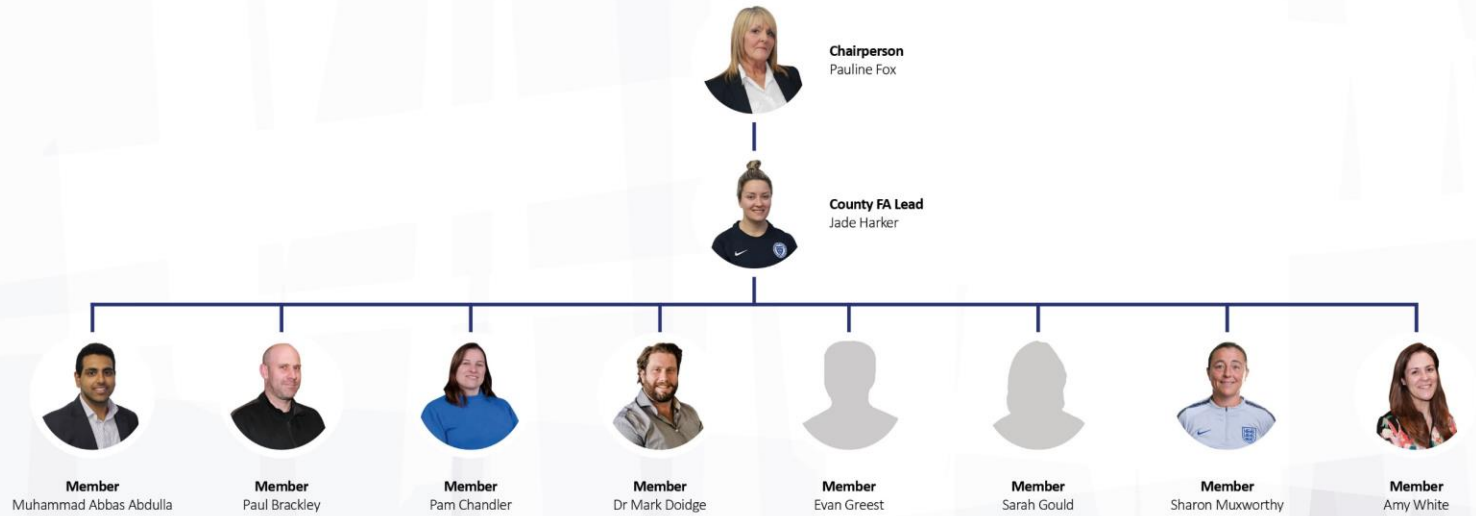 Chairperson
Pauline Fox
County FA Lead
Jade Harker
Member
Muhammad Abbas Abdulla
Member
Paul Brackley
Member
Pam Chandler
Member
Dr Mark Doidge
Member
Evan Greest
Member
Sarah Gould
Member
Sharon Muxworthy
Member
Amy White